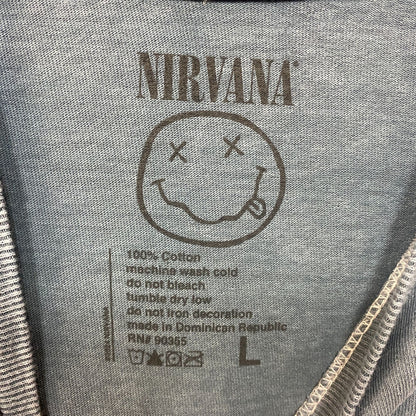 NIRVANA®
100% Cotton
machine wash cold
do not bleach
tumble dry low
do not iron decoration
made in Dominican Republic
RN# 90355
L